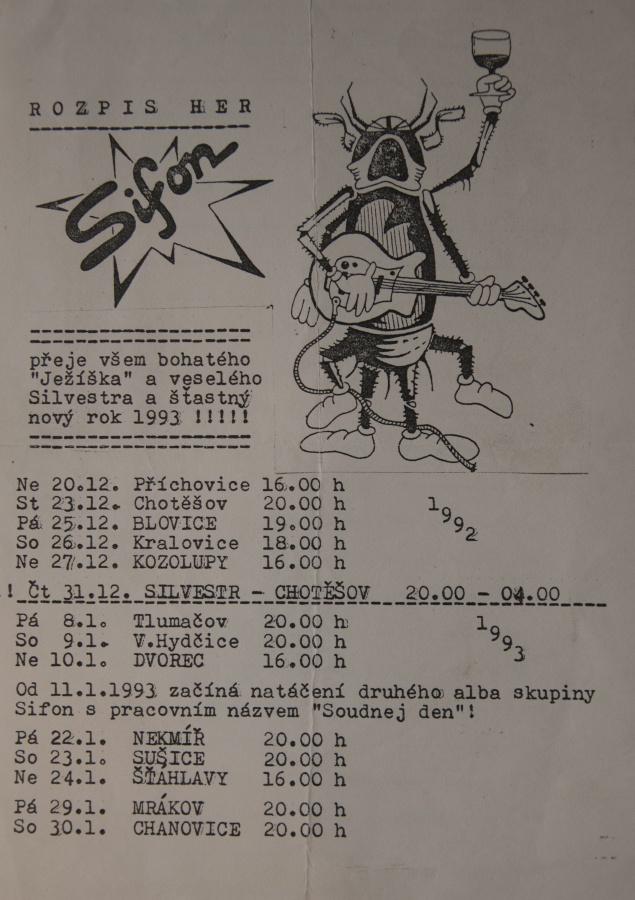 ROZPIS HER
Sifon
přeje všem bohatého
"Ježíška" a veselého
Silvestra a šťastný
nový rok 1993 !!!!!
Ne 20.12. Příchovice 16.00 h
St 23.12. Chotěšov 20.00 h
1992
Pá 25.12. BLOVICE 19.00 h
So 26.12. Kralovice 18.00 h
Ne 27.12. KOZOLUPY 16.00 h
! Čt 31.12. SILVESTR - CHOTĚŠOV 20.00 - 04.00
Pá 8.1. Tlumačov 20.00 h
1993
So 9.1. V.Hydčice 20.00 h
Ne 10.1. DVOREC 16.00 h
Od 11.1.1993 začíná natáčení druhého alba skupiny
Sifon s pracovním názvem "Soudnej den"!
Pá 22.1. NEKMÍŘ 20.00 h
So 23.1. SUŠICE 20.00 h
Ne 24.1. ŠŤAHLAVY 16.00 h
Pá 29.1. MRÁKOV 20.00 h
So 30.1. CHANOVICE 20.00 h